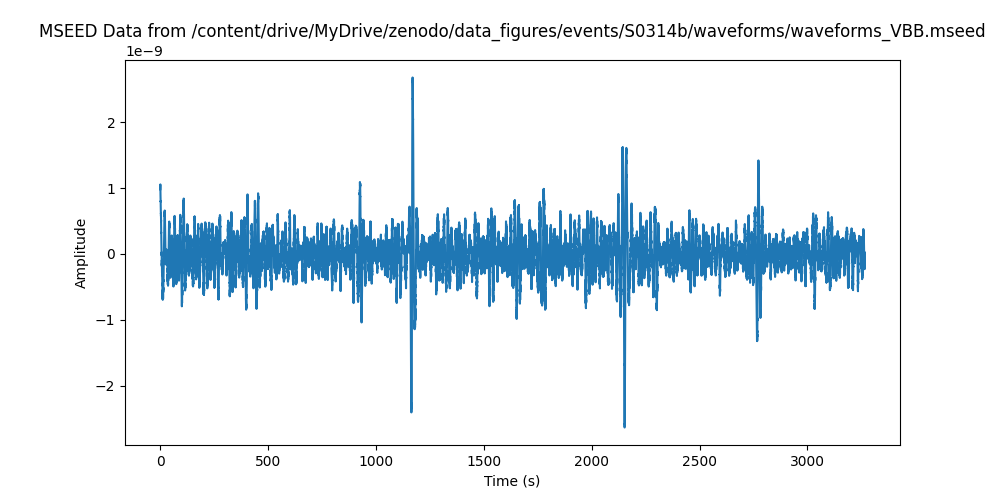 MSEED Data from /content/drive/MyDrive/zenodo/data_figures/events/S0314b/waveforms/waveforms_VBB.mseed
1e−9
2
1
0
−1
−2
Amplitude
0 500 1000 1500 2000 2500 3000
Time (s)